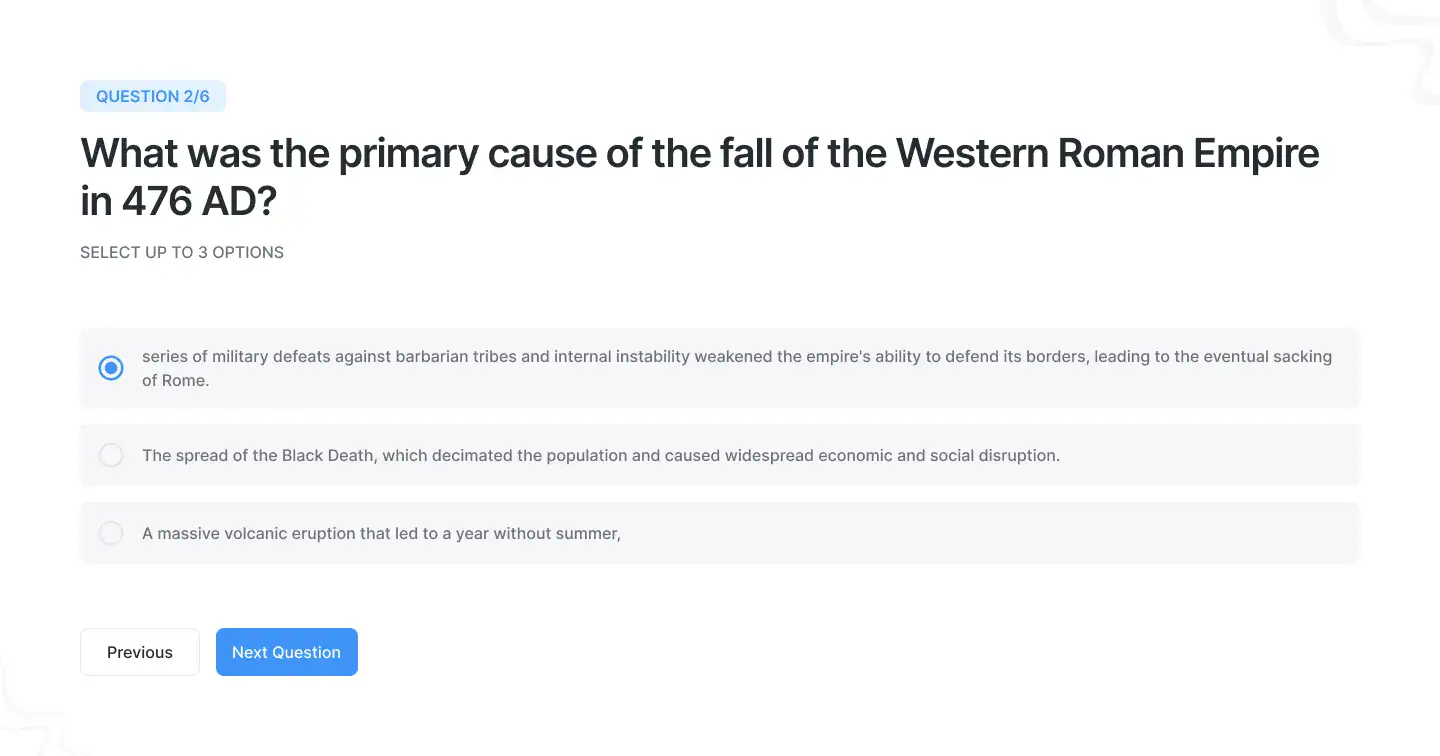 QUESTION 2/6
What was the primary cause of the fall of the Western Roman Empire
in 476 AD?
SELECT UP TO 3 OPTIONS
series of military defeats against barbarian tribes and internal instability weakened the empire's ability to defend its borders, leading to the eventual sacking
of Rome.
The spread of the Black Death, which decimated the population and caused widespread economic and social disruption.
A massive volcanic eruption that led to a year without summer,
Previous
Next Question